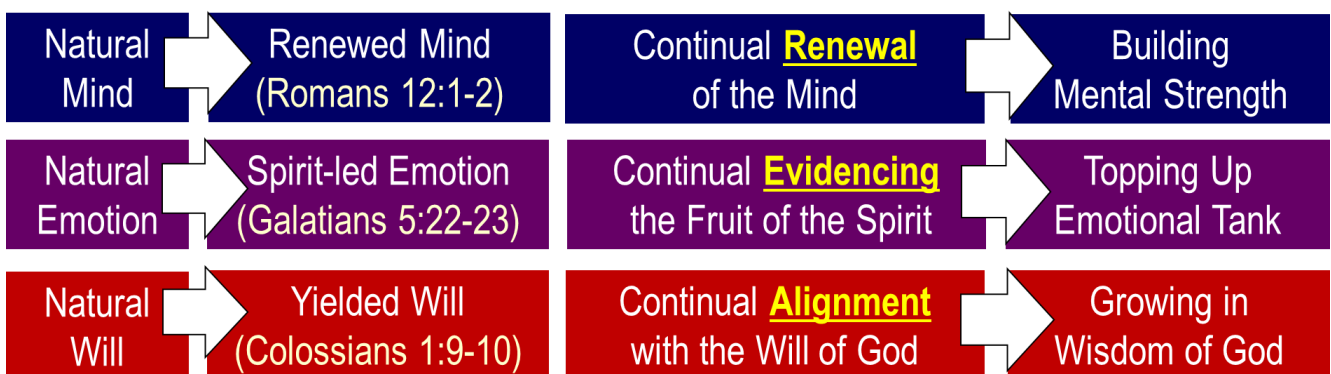 Natural
Mind
Renewed Mind
(Romans 12:1-2)
Continual Renewal
of the Mind
Building
Mental Strength
Natural
Emotion
Spirit-led Emotion
(Galatians 5:22-23)
Continual Evidencing
the Fruit of the Spirit
Topping Up
Emotional Tank
Natural
Will
Yielded Will
(Colossians 1:9-10)
Continual Alignment
with the Will of God
Growing in
Wisdom of God